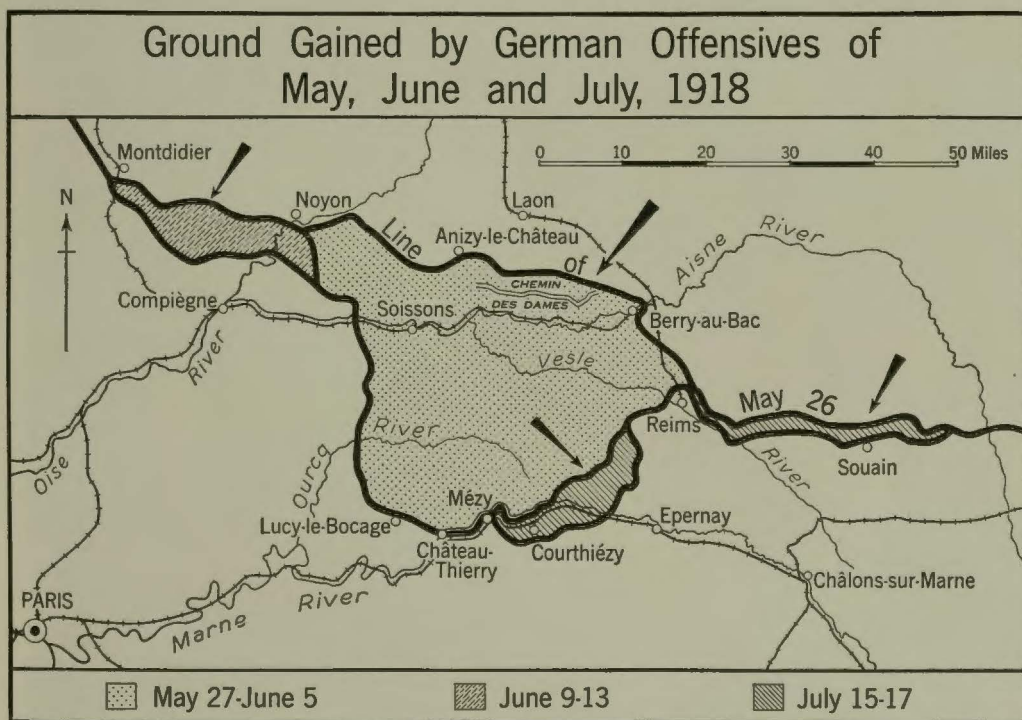 Ground Gained by German Offensives of
May, June and July, 1918
Montdidier
0 10 20 30 40 50 Miles
N
Noyon
Laon
Line of May 26
Anizy-le-Château
Aisne River
CHEMIN
DES DAMES
Compiègne
Soissons
Berry-au-Bac
Vesle River
Reims
Souain
Oise River
Ourcq River
Mézy
Lucy-le-Bocage
Château-
Thierry
Courthiézy
Epernay
Châlons-sur-Marne
PARIS
Marne River
May 27-June 5
June 9-13
July 15-17